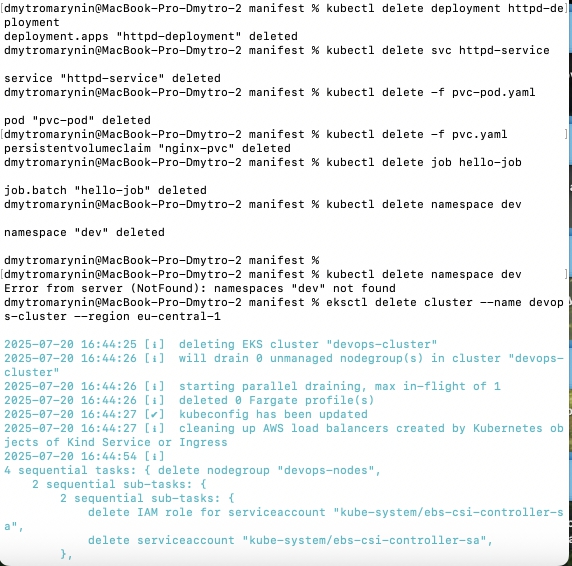 [dmytromarynin@MacBook-Pro-Dmytro-2 manifest % kubectl delete deployment httpd-de]
ployment
deployment.apps "httpd-deployment" deleted
dmytromarynin@MacBook-Pro-Dmytro-2 manifest % kubectl delete svc httpd-service
service "httpd-service" deleted
dmytromarynin@MacBook-Pro-Dmytro-2 manifest % kubectl delete -f pvc-pod.yaml
pod "pvc-pod" deleted
[dmytromarynin@MacBook-Pro-Dmytro-2 manifest % kubectl delete -f pvc.yaml ]
persistentvolumeclaim "nginx-pvc" deleted
dmytromarynin@MacBook-Pro-Dmytro-2 manifest % kubectl delete job hello-job
job.batch "hello-job" deleted
dmytromarynin@MacBook-Pro-Dmytro-2 manifest % kubectl delete namespace dev
namespace "dev" deleted
dmytromarynin@MacBook-Pro-Dmytro-2 manifest %
[dmytromarynin@MacBook-Pro-Dmytro-2 manifest % kubectl delete namespace dev ]
Error from server (NotFound): namespaces "dev" not found
dmytromarynin@MacBook-Pro-Dmytro-2 manifest % eksctl delete cluster --name devop
s-cluster --region eu-central-1
2025-07-20 16:44:25 [ℹ]  deleting EKS cluster "devops-cluster"
2025-07-20 16:44:26 [ℹ]  will drain 0 unmanaged nodegroup(s) in cluster "devops-
cluster"
2025-07-20 16:44:26 [ℹ]  starting parallel draining, max in-flight of 1
2025-07-20 16:44:26 [ℹ]  deleted 0 Fargate profile(s)
2025-07-20 16:44:27 [✔]  kubeconfig has been updated
2025-07-20 16:44:27 [ℹ]  cleaning up AWS load balancers created by Kubernetes ob
jects of Kind Service or Ingress
2025-07-20 16:44:54 [ℹ]
4 sequential tasks: { delete nodegroup "devops-nodes",
2 sequential sub-tasks: {
2 sequential sub-tasks: {
delete IAM role for serviceaccount "kube-system/ebs-csi-controller-s
a",
delete serviceaccount "kube-system/ebs-csi-controller-sa",
},